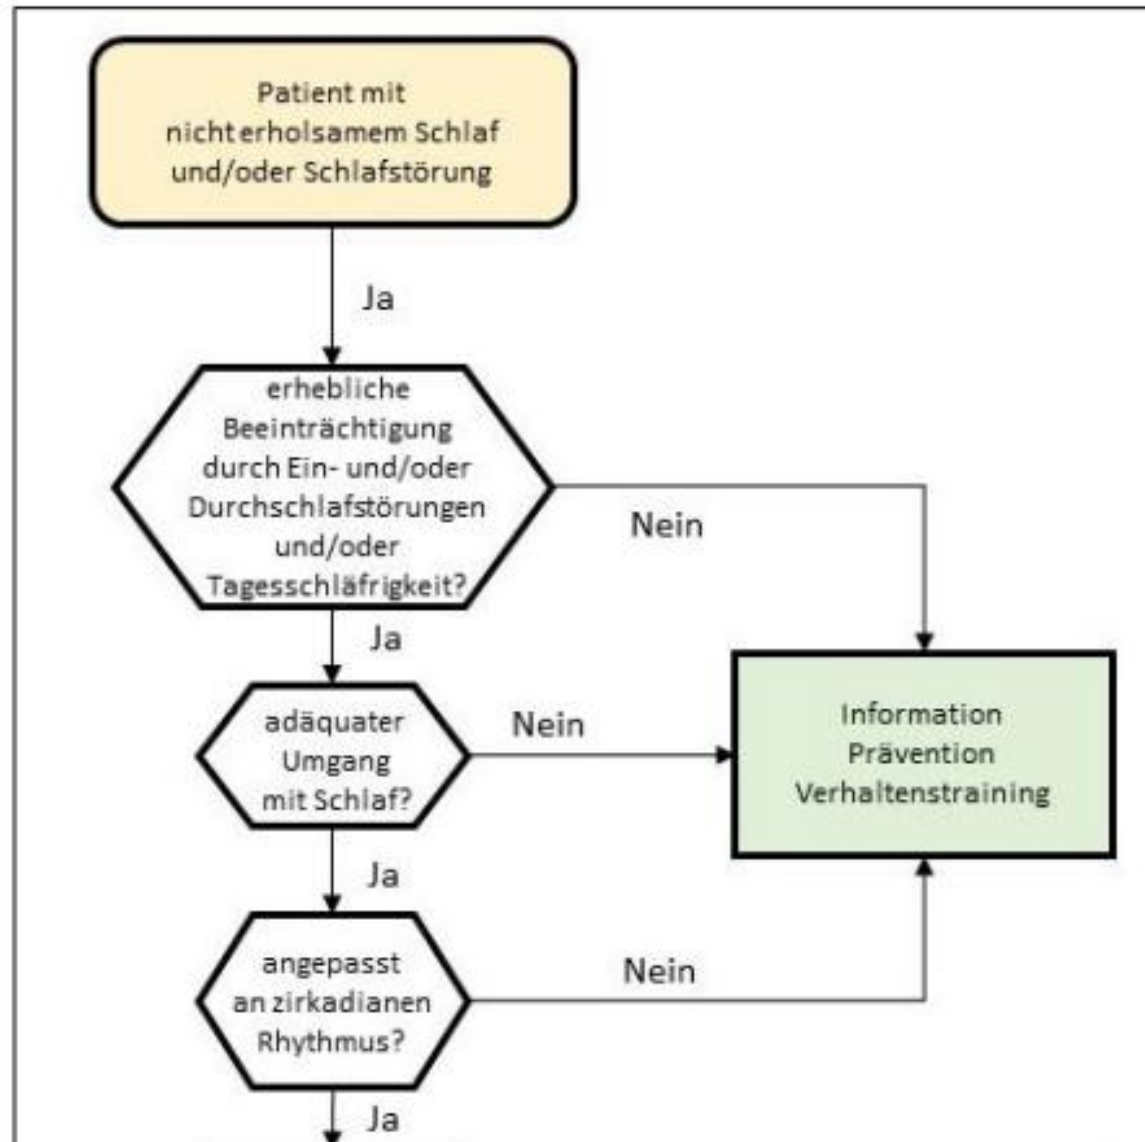 Patient mit
nicht erholsamem Schlaf
und/oder Schlafstörung
Ja
erhebliche
Beeinträchtigung
durch Ein- und/oder
Durchschlafstörungen
und/oder
Tagesschläfrigkeit?
Nein
Ja
adäquater
Umgang
mit Schlaf?
Nein
Information
Prävention
Verhaltenstraining
Ja
angepasst
an zirkadianen
Rhythmus?
Nein
Ja